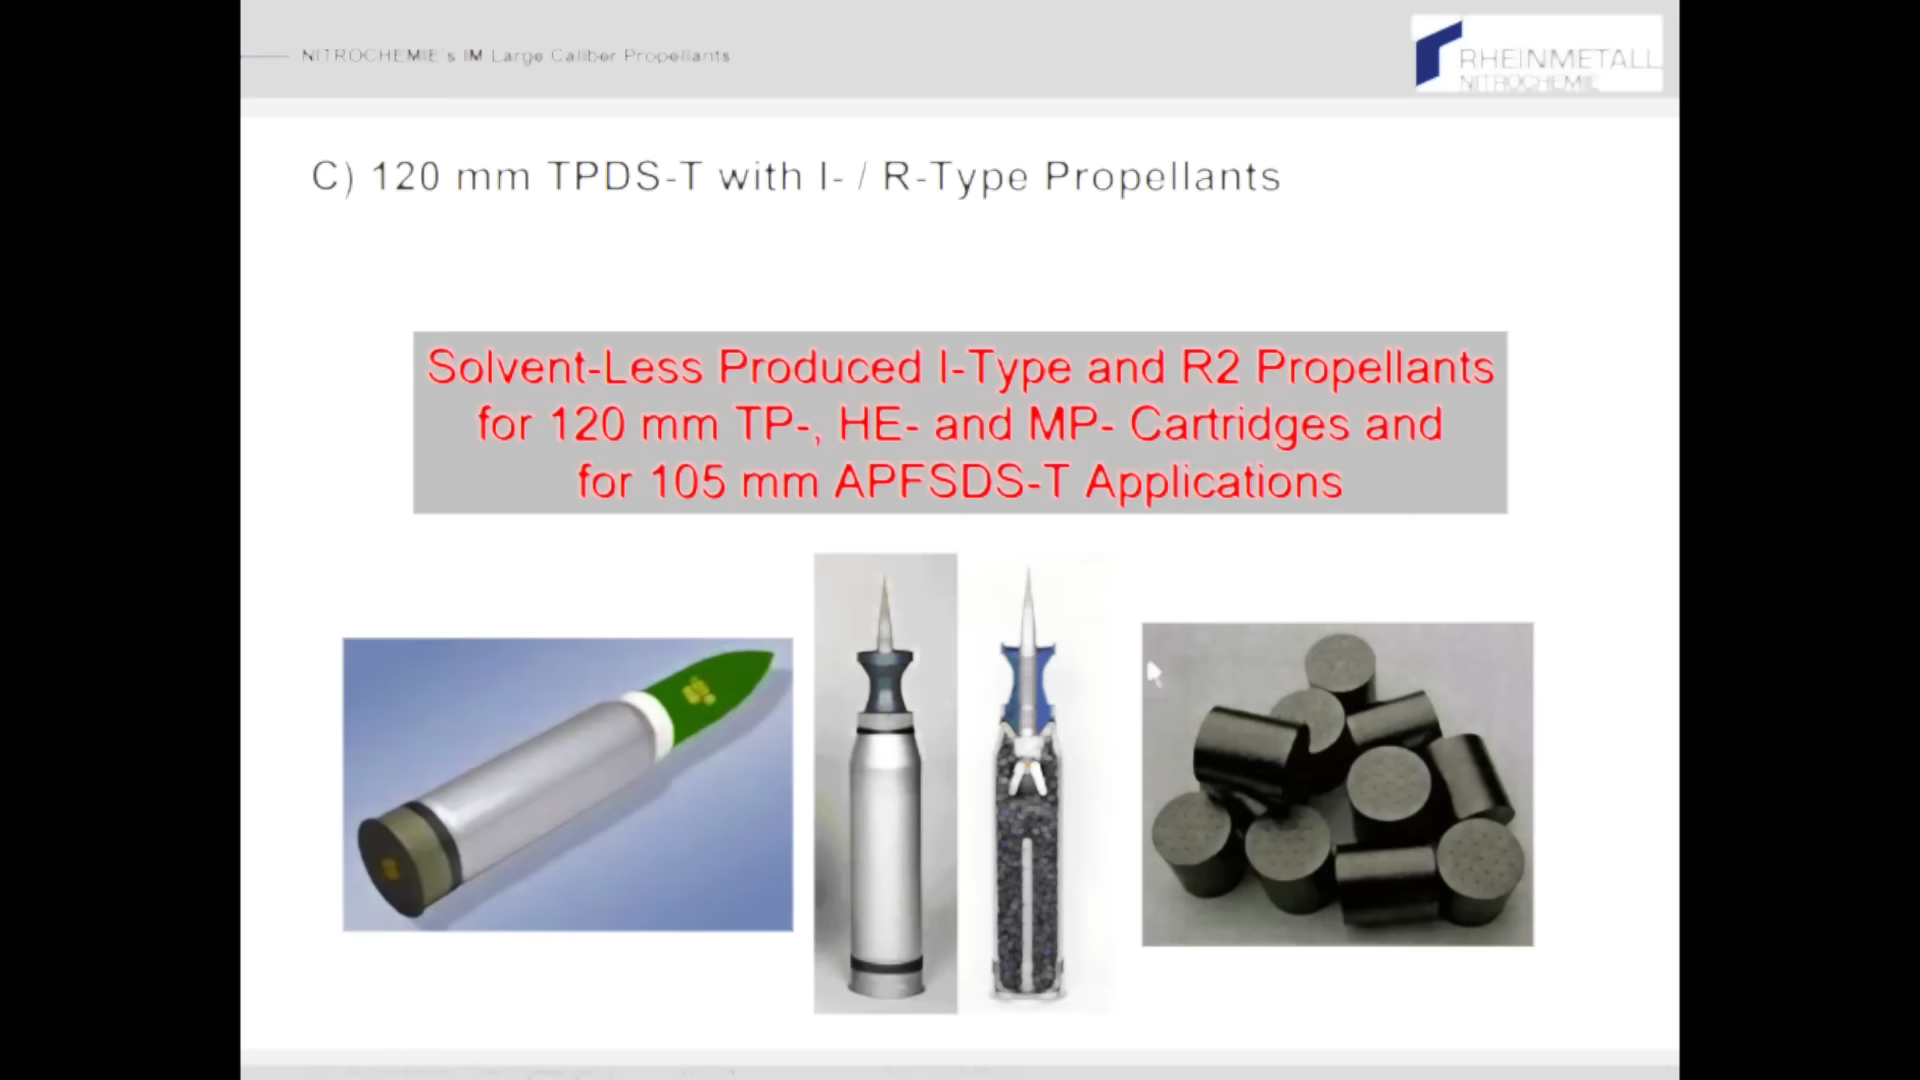 NITROCHEMIE's IM Large Caliber Propellants
RHEINMETALL
NITROCHEMIE
C) 120 mm TPDS-T with I- / R-Type Propellants
Solvent-Less Produced I-Type and R2 Propellants
for 120 mm TP-, HE- and MP- Cartridges and
for 105 mm APFSDS-T Applications